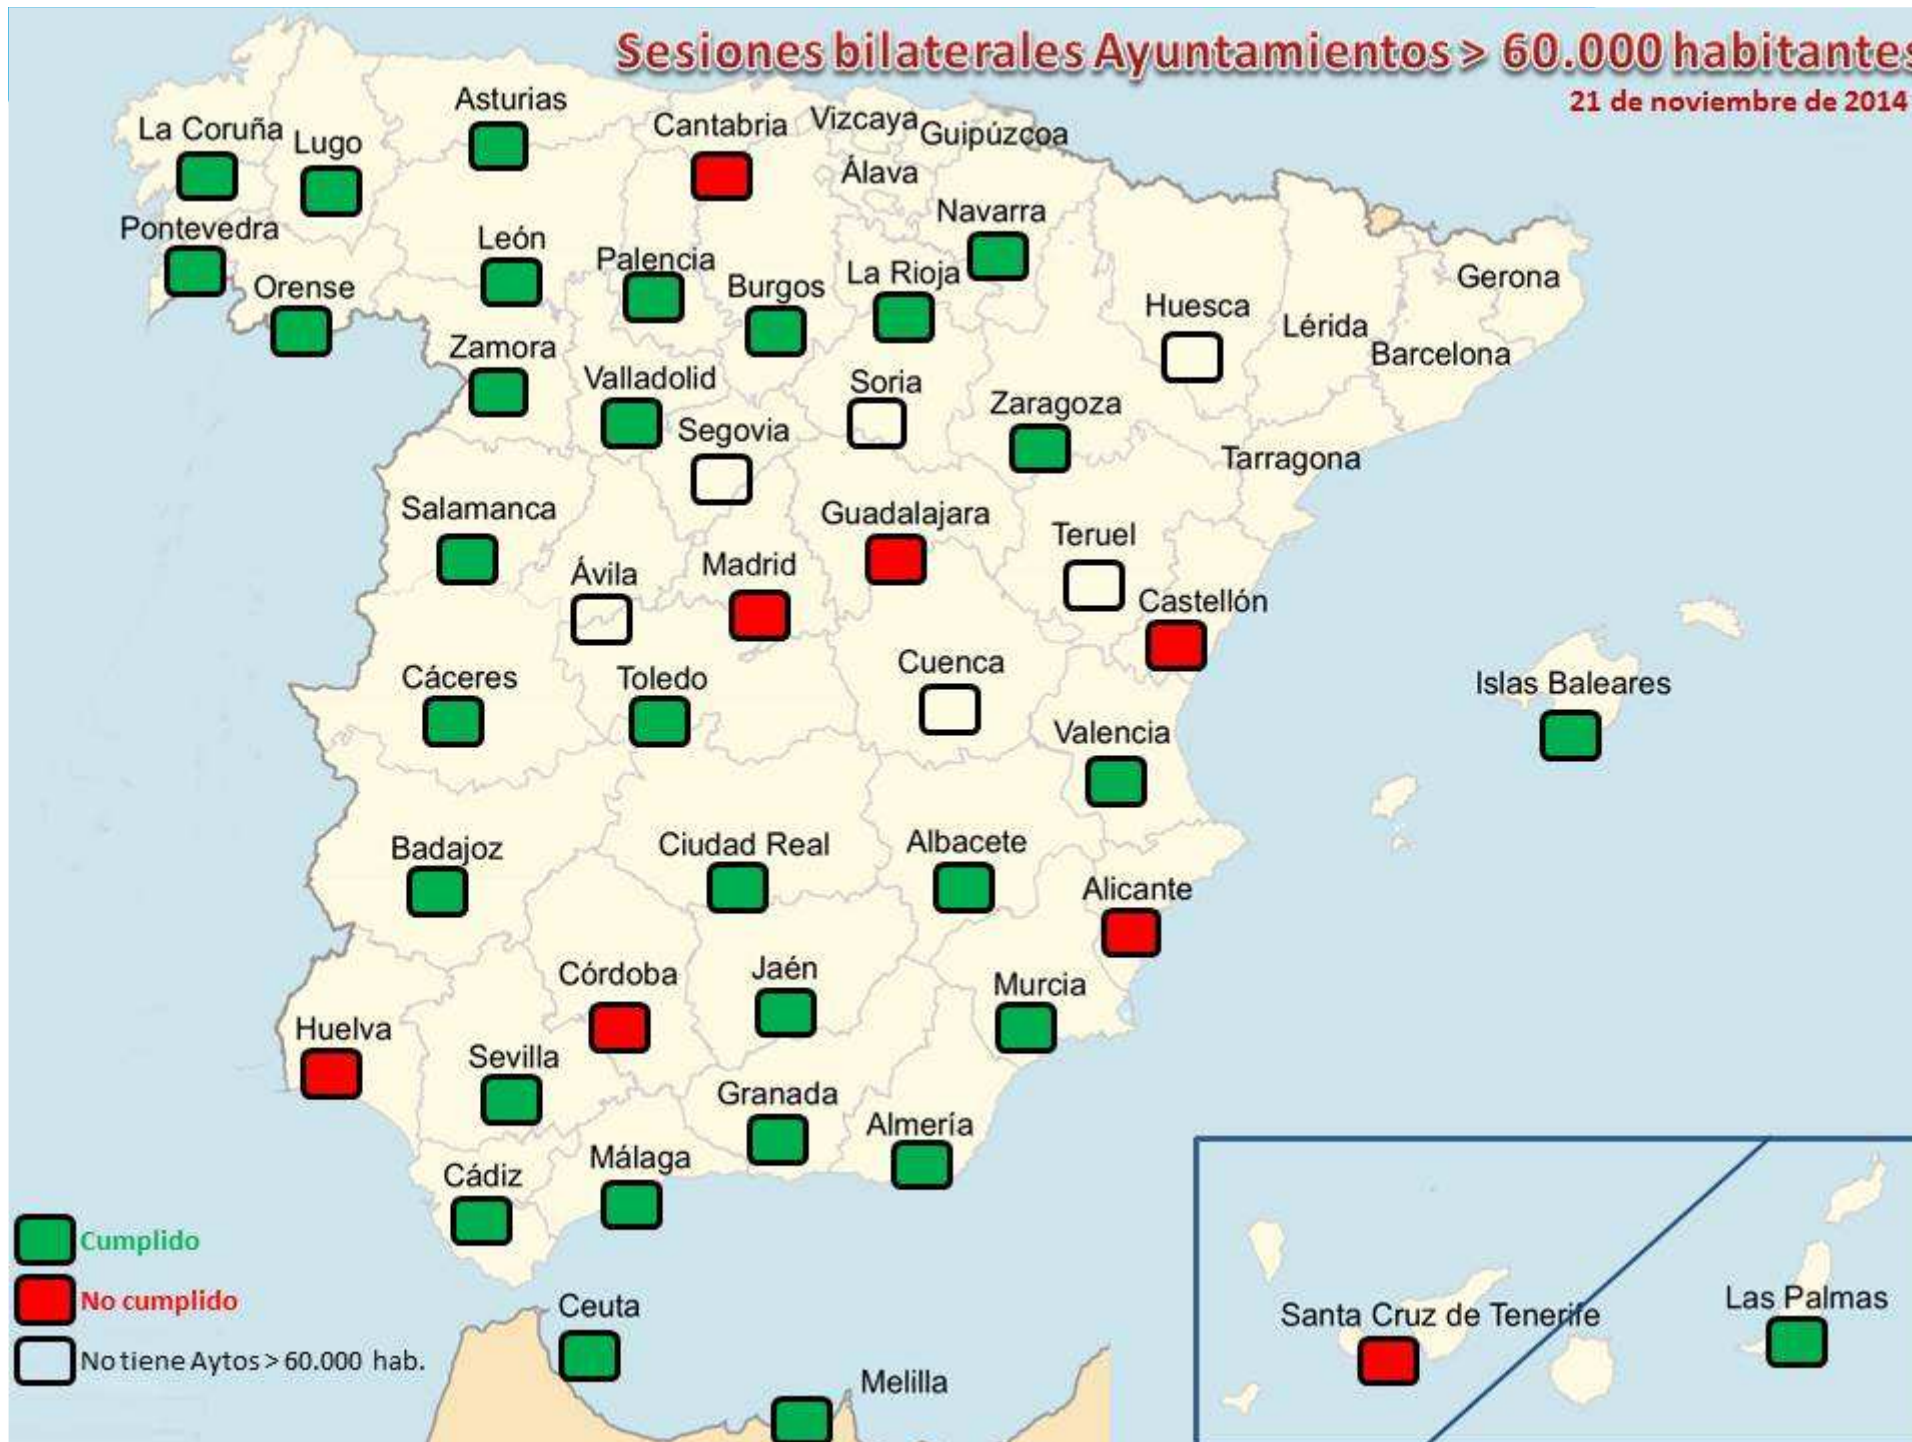 Sesiones bilaterales Ayuntamientos > 60.000 habitantes
21 de noviembre de 2014
Asturias
La Coruña
Lugo
Cantabria
Vizcaya
Guipúzcoa
Álava
Pontevedra
Navarra
León
Palencia
Orense
Burgos
La Rioja
Gerona
Huesca
Lérida
Zamora
Barcelona
Valladolid
Soria
Zaragoza
Segovia
Tarragona
Salamanca
Guadalajara
Teruel
Ávila
Madrid
Castellón
Cáceres
Toledo
Cuenca
Islas Baleares
Valencia
Badajoz
Ciudad Real
Albacete
Alicante
Córdoba
Jaén
Murcia
Huelva
Sevilla
Granada
Almería
Málaga
Cádiz
Cumplido
No cumplido
No tiene Aytos > 60.000 hab.
Ceuta
Melilla
Santa Cruz de Tenerife
Las Palmas